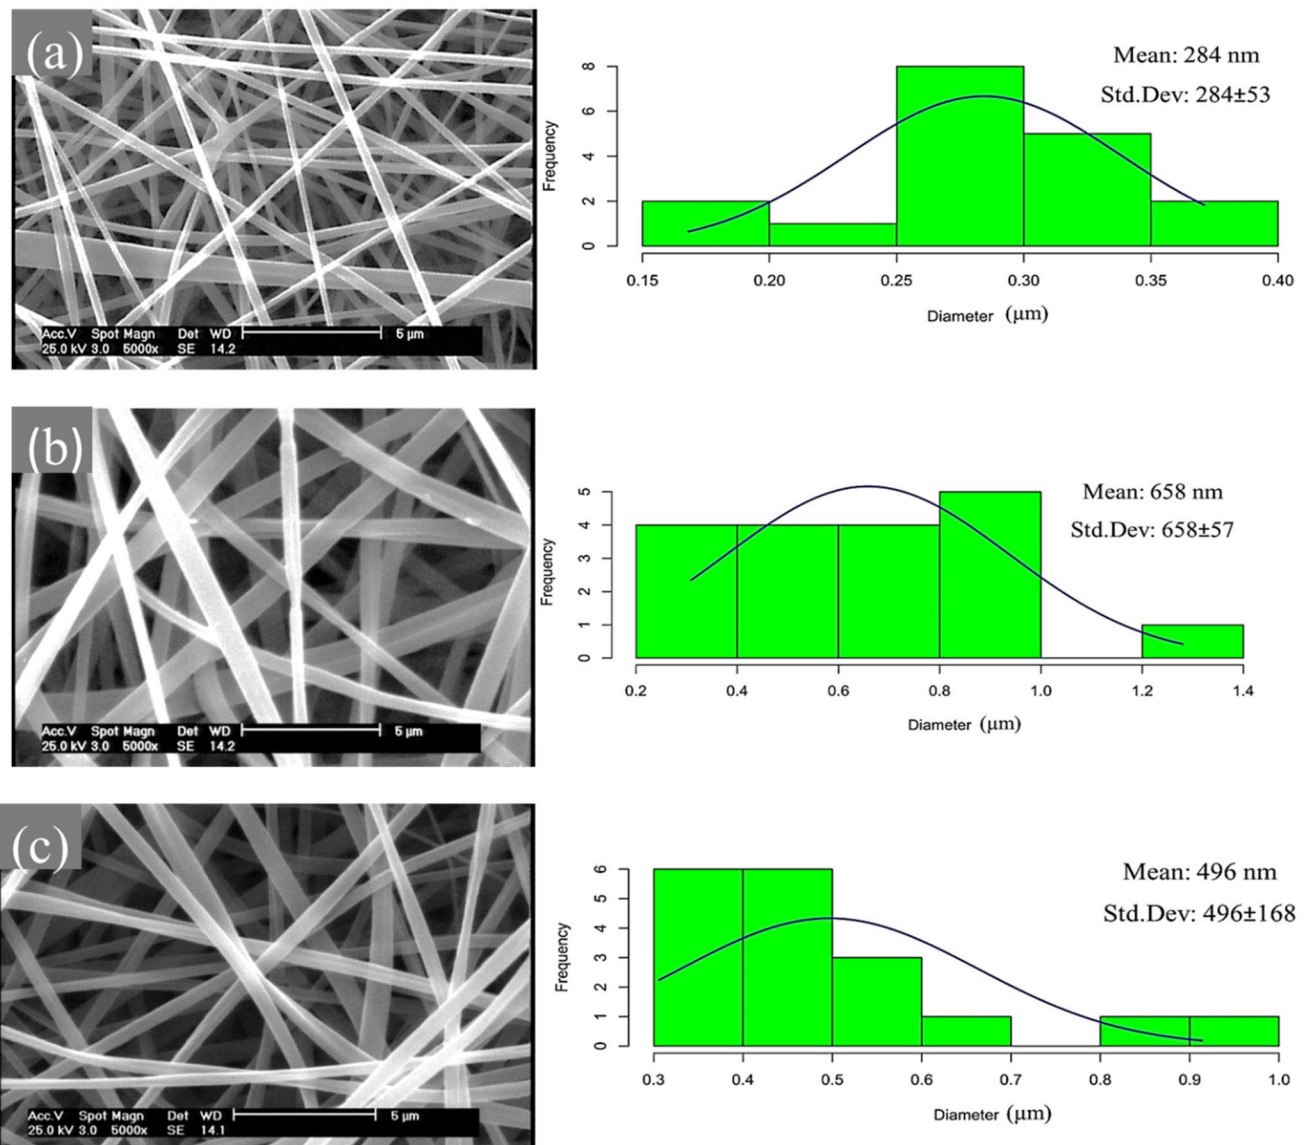 (a)
Acc.V Spot Magn Det WD 5 µm
25.0 kV 3.0 5000x SE 14.2
Mean: 284 nm
Std.Dev: 284±53
Frequency
8
6
4
2
0
0.15 0.20 0.25 0.30 0.35 0.40
Diameter (µm)
(b)
Acc.V Spot Magn Det WD 5 µm
25.0 kV 3.0 5000x SE 14.2
Mean: 658 nm
Std.Dev: 658±57
Frequency
5
4
3
2
1
0
0.2 0.4 0.6 0.8 1.0 1.2 1.4
Diameter (µm)
(c)
Acc.V Spot Magn Det WD 5 µm
25.0 kV 3.0 5000x SE 14.1
Mean: 496 nm
Std.Dev: 496±168
Frequency
6
5
4
3
2
1
0
0.3 0.4 0.5 0.6 0.7 0.8 0.9 1.0
Diameter (µm)